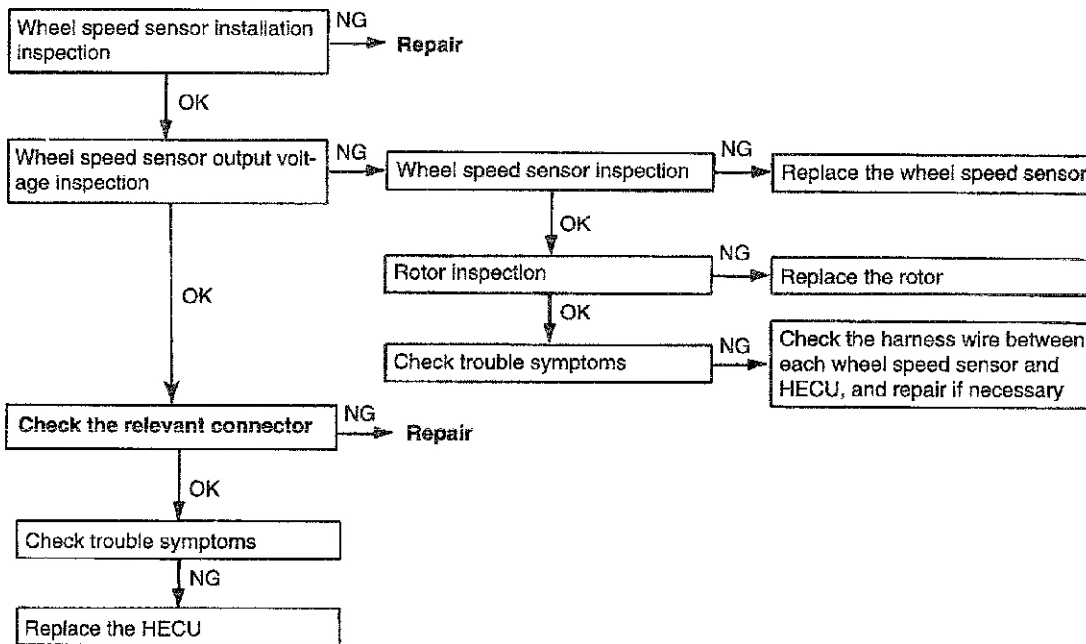 Wheel speed sensor installation
inspection
NG
Repair
OK
Wheel speed sensor output volt-
age inspection
NG
Wheel speed sensor inspection
NG
Replace the wheel speed sensor
OK
Rotor inspection
NG
Replace the rotor
OK
OK
Check trouble symptoms
NG
Check the harness wire between
each wheel speed sensor and
HECU, and repair if necessary
Check the relevant connector
NG
Repair
OK
Check trouble symptoms
NG
Replace the HECU